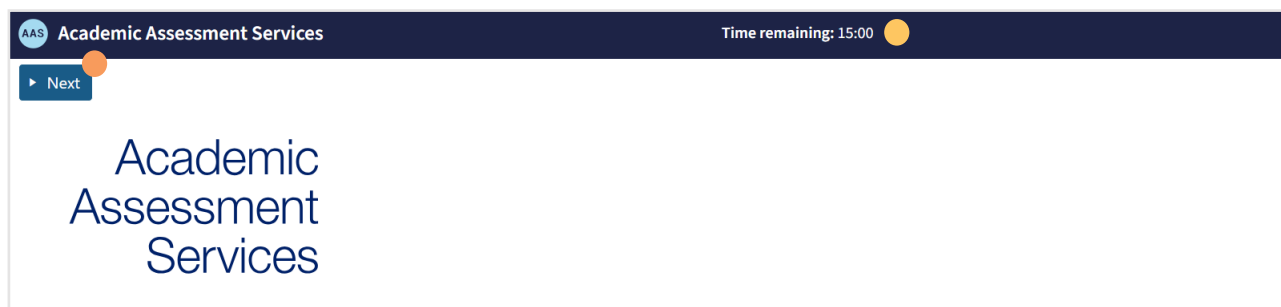 AAS Academic Assessment Services Time remaining: 15:00
Next
Academic
Assessment
Services